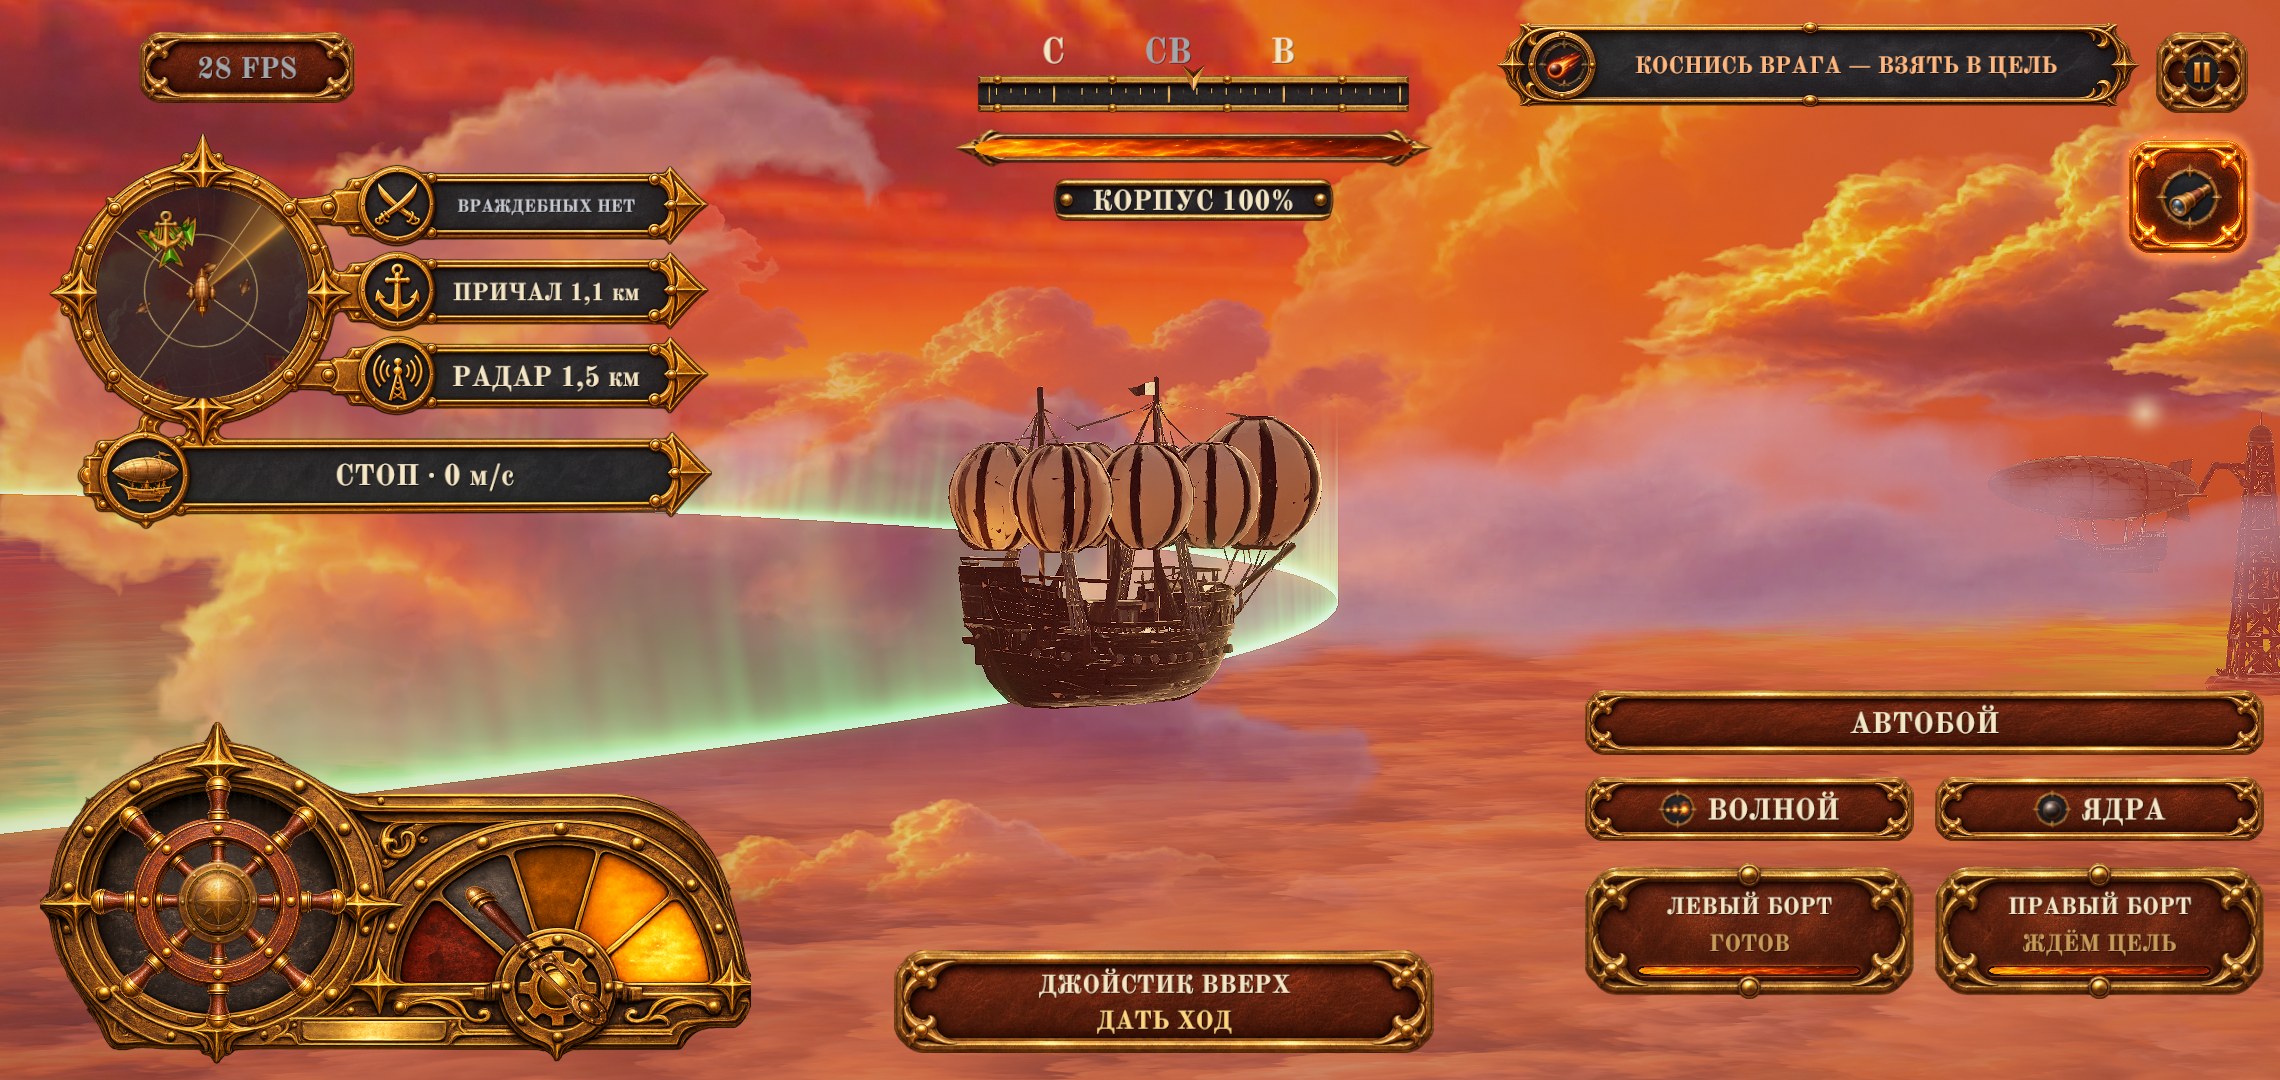 28 FPS
С СВ В
КОСНИСЬ ВРАГА — ВЗЯТЬ В ЦЕЛЬ
КОРПУС 100%
ВРАЖДЕБНЫХ НЕТ
ПРИЧАЛ 1,1 км
РАДАР 1,5 км
СТОП · 0 м/с
АВТОБОЙ
ВОЛНОЙ
ЯДРА
ЛЕВЫЙ БОРТ
ГОТОВ
ПРАВЫЙ БОРТ
ЖДЁМ ЦЕЛЬ
ДЖОЙСТИК ВВЕРХ
ДАТЬ ХОД